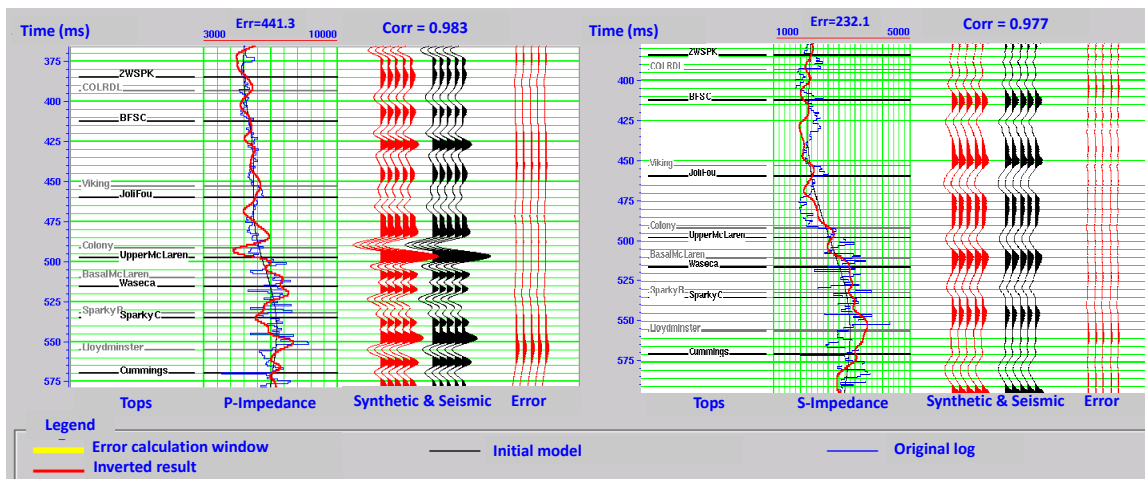 Time (ms)
Err=441.3
3000 10000
Corr = 0.983
375
400
425
450
475
500
525
550
575
2WSPK
COLRDL
BFSC
Viking
JoliFou
Colony
UpperMcLaren
BasalMcLaren
Waseca
SparkyB
SparkyC
Lloydminster
Cummings
Tops P-Impedance Synthetic & Seismic Error
Time (ms)
Err=232.1
1000 5000
Corr = 0.977
400
425
450
475
500
525
550
575
2WSPK
COLRDL
BFSC
Viking
JoliFou
Colony
UpperMcLaren
BasalMcLaren
Waseca
SparkyB
SparkyC
Lloydminster
Cummings
Tops S-Impedance Synthetic & Seismic Error
Legend
Error calculation window
Initial model
Original log
Inverted result